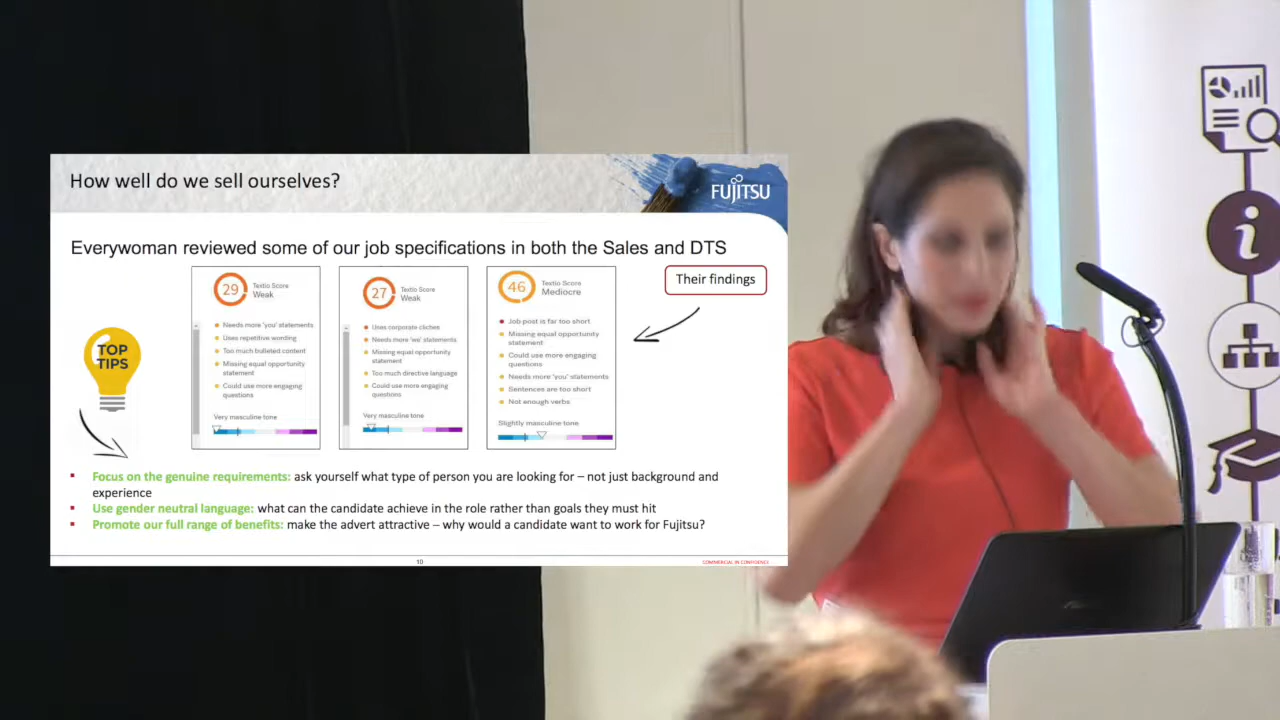 How well do we sell ourselves?
FUJITSU
Everywoman reviewed some of our job specifications in both the Sales and DTS
Their findings
TOP
TIPS
29
Textio Score
Weak
Needs more 'you' statements
Uses repetitive wording
Too much bulleted content
Missing equal opportunity
statement
Could use more engaging
questions
Very masculine tone
27
Textio Score
Weak
Uses corporate cliches
Needs more 'we' statements
Missing equal opportunity
statement
Too much directive language
Could use more engaging
questions
Very masculine tone
46
Textio Score
Mediocre
Job post is far too short
Missing equal opportunity
statement
Could use more engaging
questions
Needs more 'you' statements
Sentences are too short
Not enough verbs
Slightly masculine tone
Focus on the genuine requirements: ask yourself what type of person you are looking for – not just background and
experience
Use gender neutral language: what can the candidate achieve in the role rather than goals they must hit
Promote our full range of benefits: make the advert attractive – why would a candidate want to work for Fujitsu?
10
COMMERCIAL IN CONFIDENCE